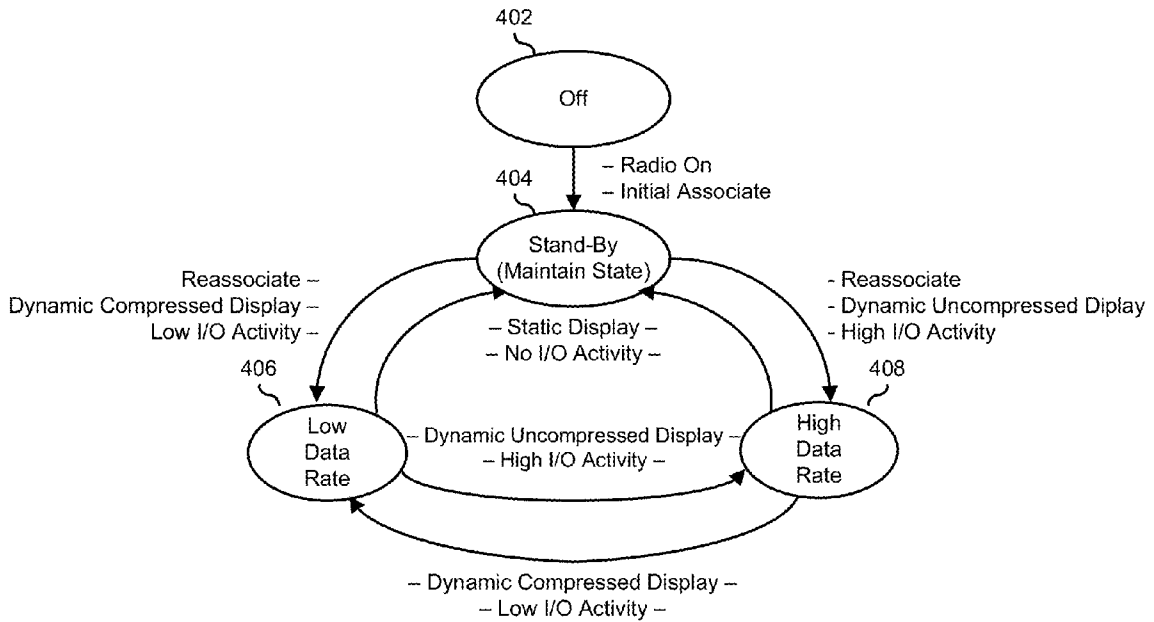 402
Off
– Radio On
– Initial Associate
404
Stand-By
(Maintain State)
Reassociate –
Dynamic Compressed Display –
Low I/O Activity –
- Reassociate
- Dynamic Uncompressed Diplay
- High I/O Activity
– Static Display –
– No I/O Activity –
406
408
Low
Data
Rate
– Dynamic Uncompressed Display –
– High I/O Activity –
High
Data
Rate
– Dynamic Compressed Display –
– Low I/O Activity –